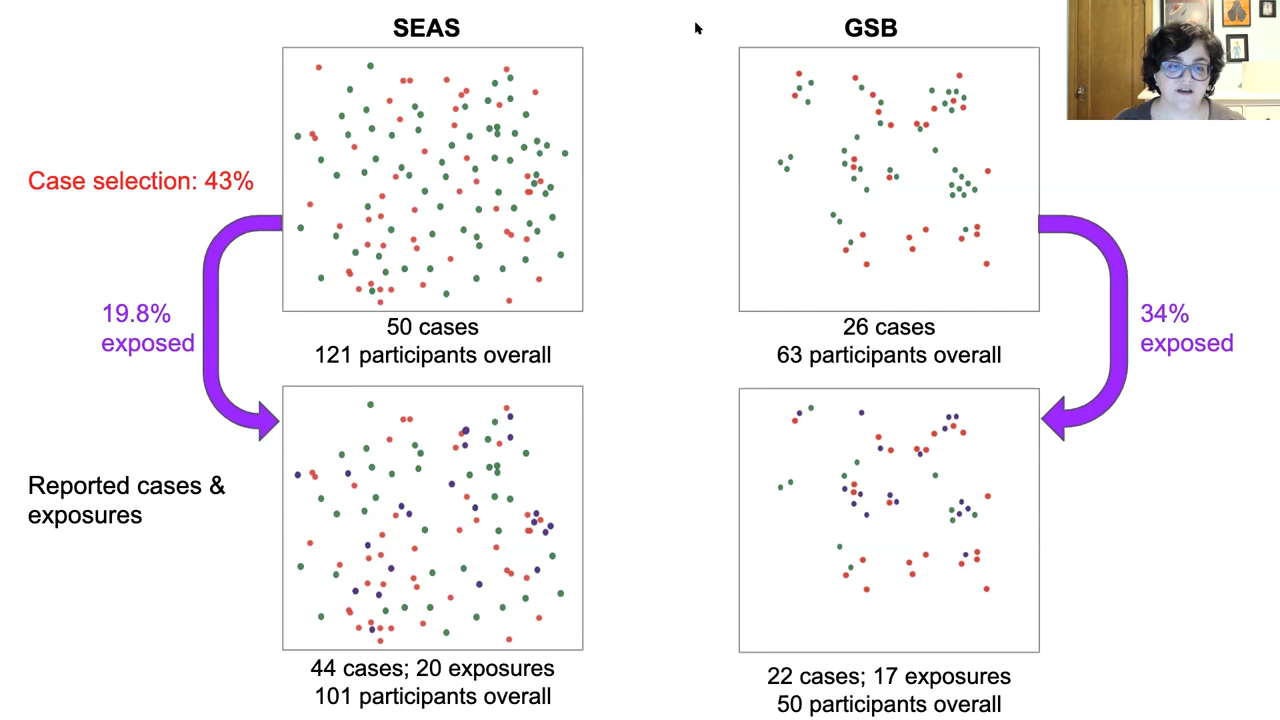 SEAS
GSB
Case selection: 43%
50 cases
121 participants overall
26 cases
63 participants overall
19.8%
exposed
34%
exposed
Reported cases &
exposures
44 cases; 20 exposures
101 participants overall
22 cases; 17 exposures
50 participants overall